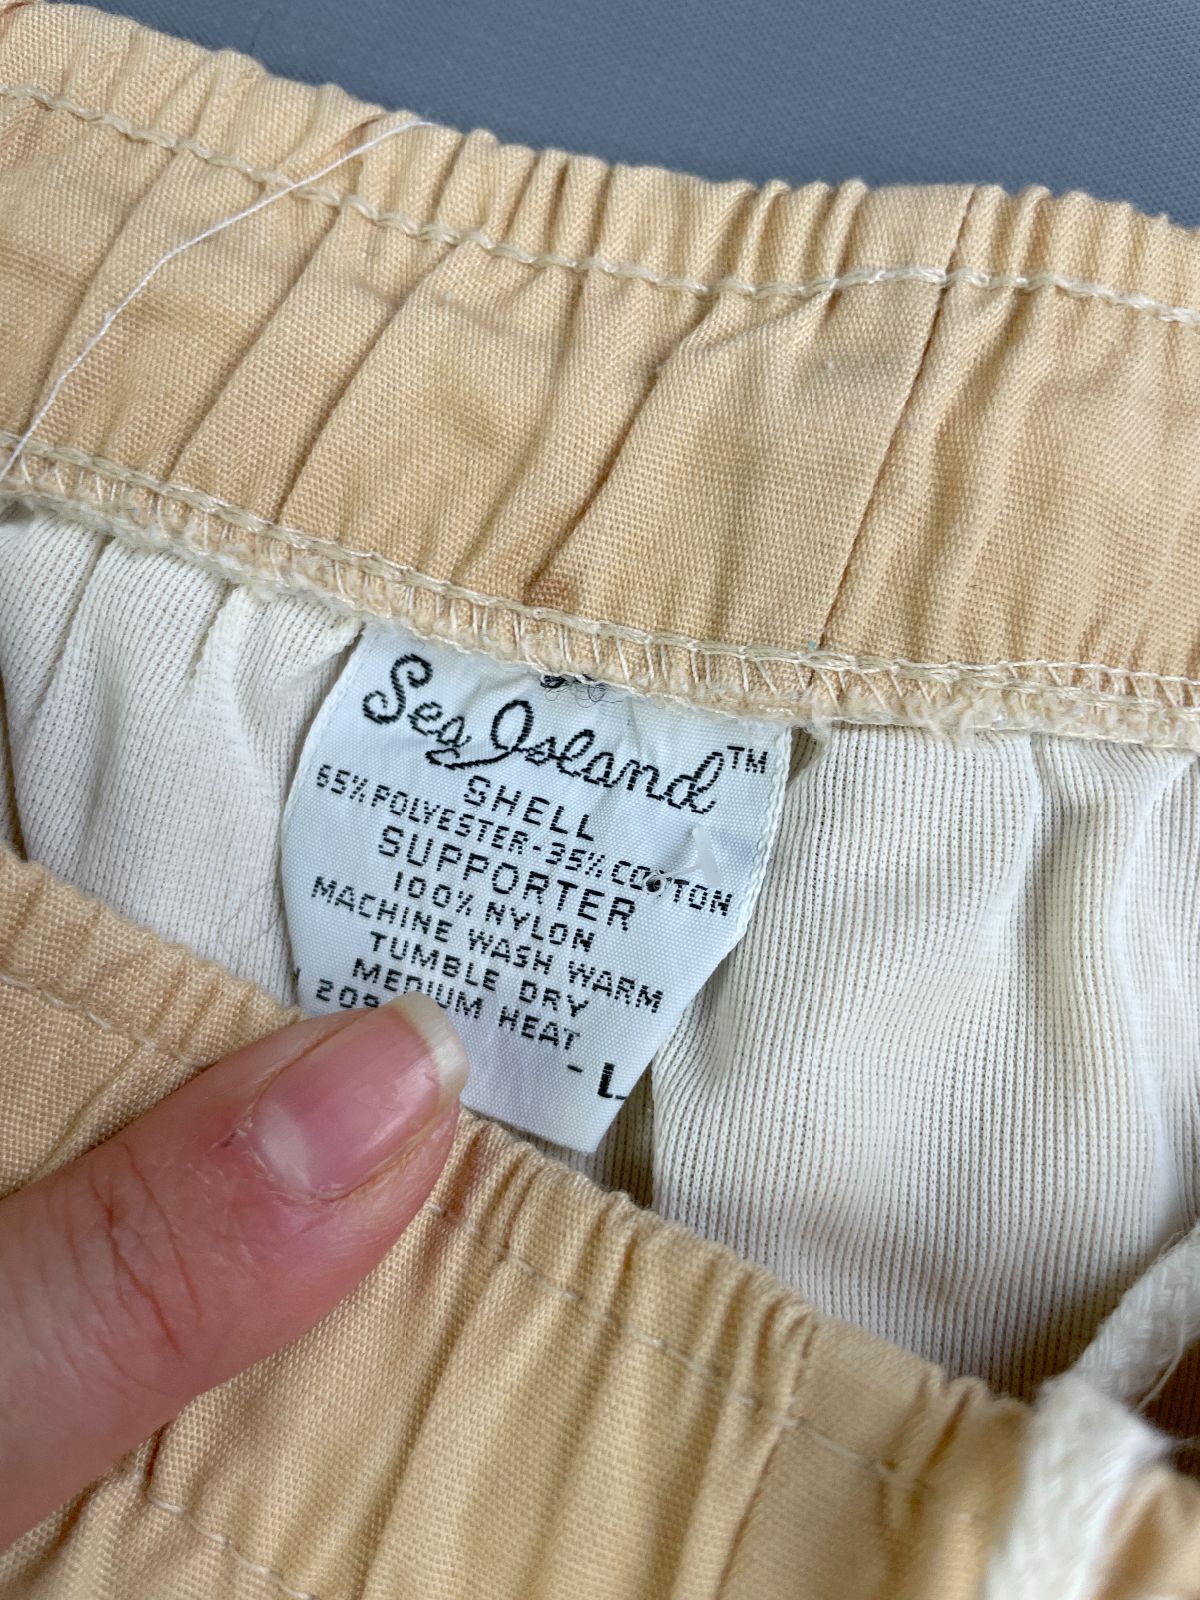 Sea Island™
SHELL
65% POLYESTER-35% COTTON
SUPPORTER
100% NYLON
MACHINE WASH WARM
TUMBLE DRY
MEDIUM HEAT
-L-